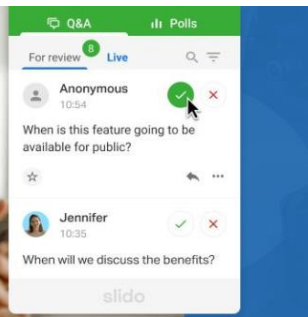 Q&A
Polls
For review 8 Live
Anonymous
10:54
When is this feature going to be
available for public?
Jennifer
10:35
When will we discuss the benefits?
slido